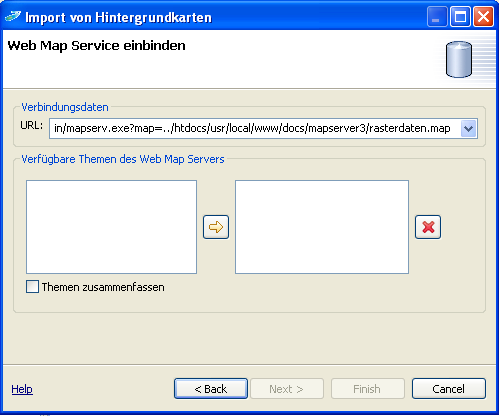 Import von Hintergrundkarten
Web Map Service einbinden
Verbindungsdaten
URL: in/mapserv.exe?map=../htdocs/usr/local/www/docs/mapserver3/rasterdaten.map
Verfügbare Themen des Web Map Servers
Themen zusammenfassen
Help < Back Next > Finish Cancel